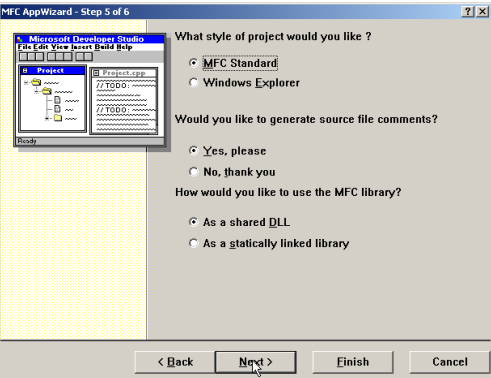 MFC AppWizard - Step 5 of 6
Microsoft Developer Studio
File Edit View Insert Build Help
Project
Project.cpp
// TODO:
// TODO:
Ready
What style of project would you like ?
MFC Standard
Windows Explorer
Would you like to generate source file comments?
Yes, please
No, thank you
How would you like to use the MFC library?
As a shared DLL
As a statically linked library
< Back
Next >
Finish
Cancel